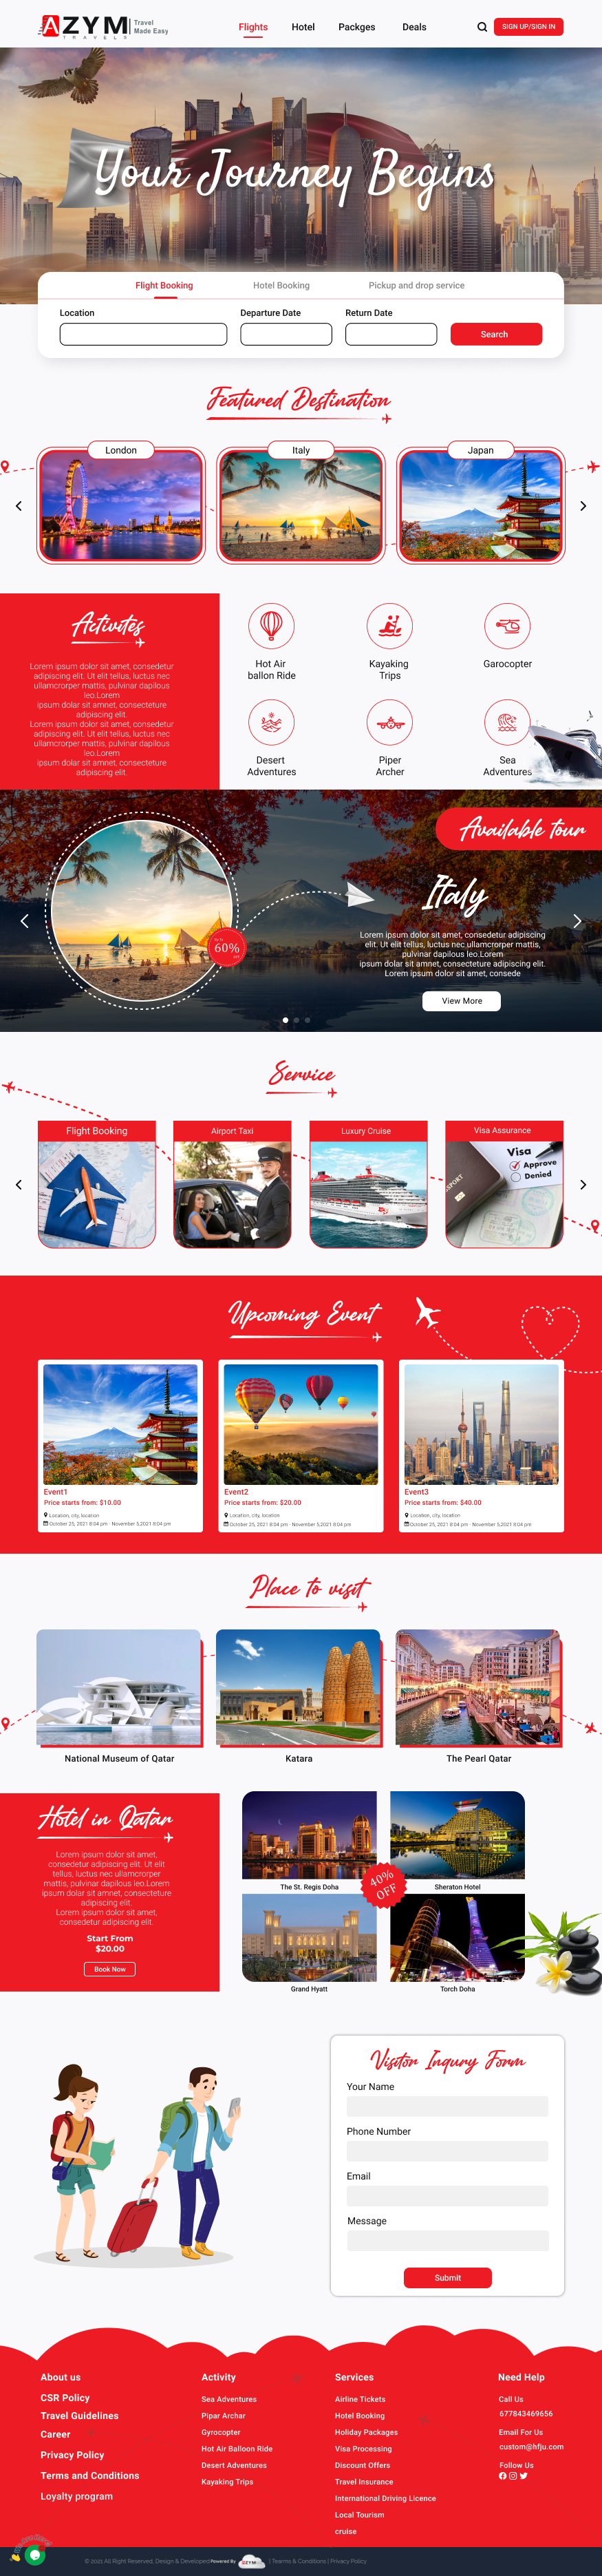 AZYM
TRAVELS
Travel
Made Easy
Flights
Hotel
Packges
Deals
SIGN UP/SIGN IN
Your Journey Begins
Flight Booking
Hotel Booking
Pickup and drop service
Location
Departure Date
Return Date
Search
Featured Destination
London
Italy
Japan
Activites
Lorem ipsum dolor sit amet, consedetur
adipiscing elit. Ut elit tellus, luctus nec
ullamcrorper mattis, pulvinar dapilous
leo.Lorem
ipsum dolor sit amnet, consecteture
adipiscing elit.
Lorem ipsum dolor sit amet, consedetur
adipiscing elit. Ut elit tellus, luctus nec
ullamcrorper mattis, pulvinar dapilous
leo.Lorem
ipsum dolor sit amnet, consecteture
adipiscing elit.
Hot Air
ballon Ride
Kayaking
Trips
Garocopter
Desert
Adventures
Piper
Archer
Sea
Adventures
Available tour
60%
Italy
Lorem ipsum dolor sit amet, consedetur adipiscing
elit. Ut elit tellus, luctus nec ullamcrorper mattis,
pulvinar dapilous leo.Lorem
ipsum dolor sit amnet, consecteture adipiscing elit.
Lorem ipsum dolor sit amet, consede
View More
Service
Flight Booking
Airport Taxi
Luxury Cruise
Visa Assurance
Visa
Approve
Denied
Upcoming Event
Event1
Price starts from: $10.00
Location, city, location
October 25, 2021 8:04 pm - November 5,2021 8:04 pm
Event2
Price starts from: $20.00
Location, city, location
October 25, 2021 8:04 pm - November 5,2021 8:04 pm
Event3
Price starts from: $40.00
Location, city, location
October 25, 2021 8:04 pm - November 5,2021 8:04 pm
Place to visit
National Museum of Qatar
Katara
The Pearl Qatar
Hotel in Qatar
Lorem ipsum dolor sit amet,
consedetur adipiscing elit. Ut elit
tellus, luctus nec ullamcrorper
mattis, pulvinar dapilous leo.Lorem
ipsum dolor sit amnet, consecteture
adipiscing elit.
Lorem ipsum dolor sit amet,
consedetur adipiscing elit.
Start From
$20.00
Book Now
The St. Regis Doha
Sheraton Hotel
40%
OFF
Grand Hyatt
Torch Doha
Visitor Inqury Form
Your Name
Phone Number
Email
Message
Submit
About us
CSR Policy
Travel Guidelines
Career
Privacy Policy
Terms and Conditions
Loyalty program
Activity
Sea Adventures
Pipar Archar
Gyrocopter
Hot Air Balloon Ride
Desert Adventures
Kayaking Trips
Services
Airline Tickets
Hotel Booking
Holiday Packages
Visa Processing
Discount Offers
Travel Insurance
International Driving Licence
Local Tourism
cruise
Need Help
Call Us
677843469656
Email For Us
custom@hfju.com
Follow Us
© 2021 All Right Reserved, Design & Developed Powered By AZYM | Tearms & Conditions | Privacy Policy